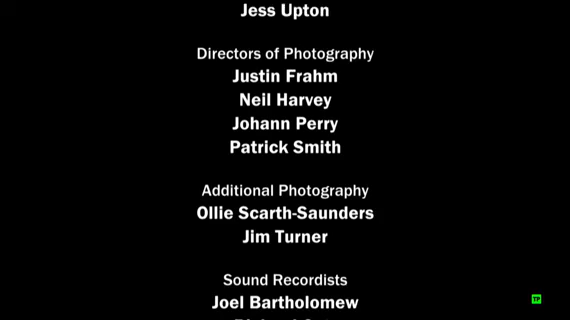 Jess Upton
Directors of Photography
Justin Frahm
Neil Harvey
Johann Perry
Patrick Smith
Additional Photography
Ollie Scarth-Saunders
Jim Turner
Sound Recordists
Joel Bartholomew
TP